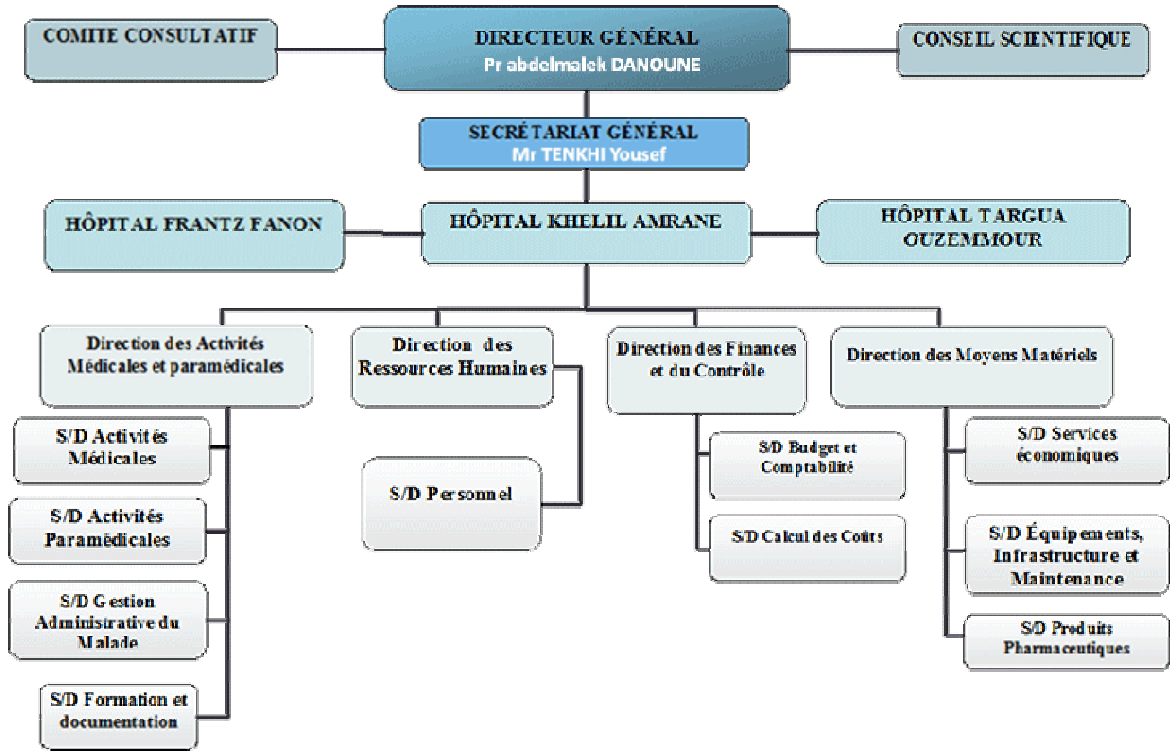 COMITE CONSULTATIF
DIRECTEUR GÉNÉRAL
Pr abdelmalek DANOUNE
CONSEIL SCIENTIFIQUE
SECRÉTARIAT GÉNÉRAL
Mr TENKHI Yousef
HÔPITAL FRANTZ FANON
HÔPITAL KHELIL AMRANE
HÔPITAL TARGUA
OUZEMMOUR
Direction des Activités
Médicales et paramédicales
Direction des
Ressources Humaines
Direction des Finances
et du Contrôle
Direction des Moyens Matériels
S/D Activités
Médicales
S/D Activités
Paramédicales
S/D Gestion
Administrative du
Malade
S/D Formation et
documentation
S/D Personnel
S/D Budget et
Comptabilité
S/D Calcul des Coûts
S/D Services
économiques
S/D Équipements,
Infrastructure et
Maintenance
S/D Produits
Pharmaceutiques